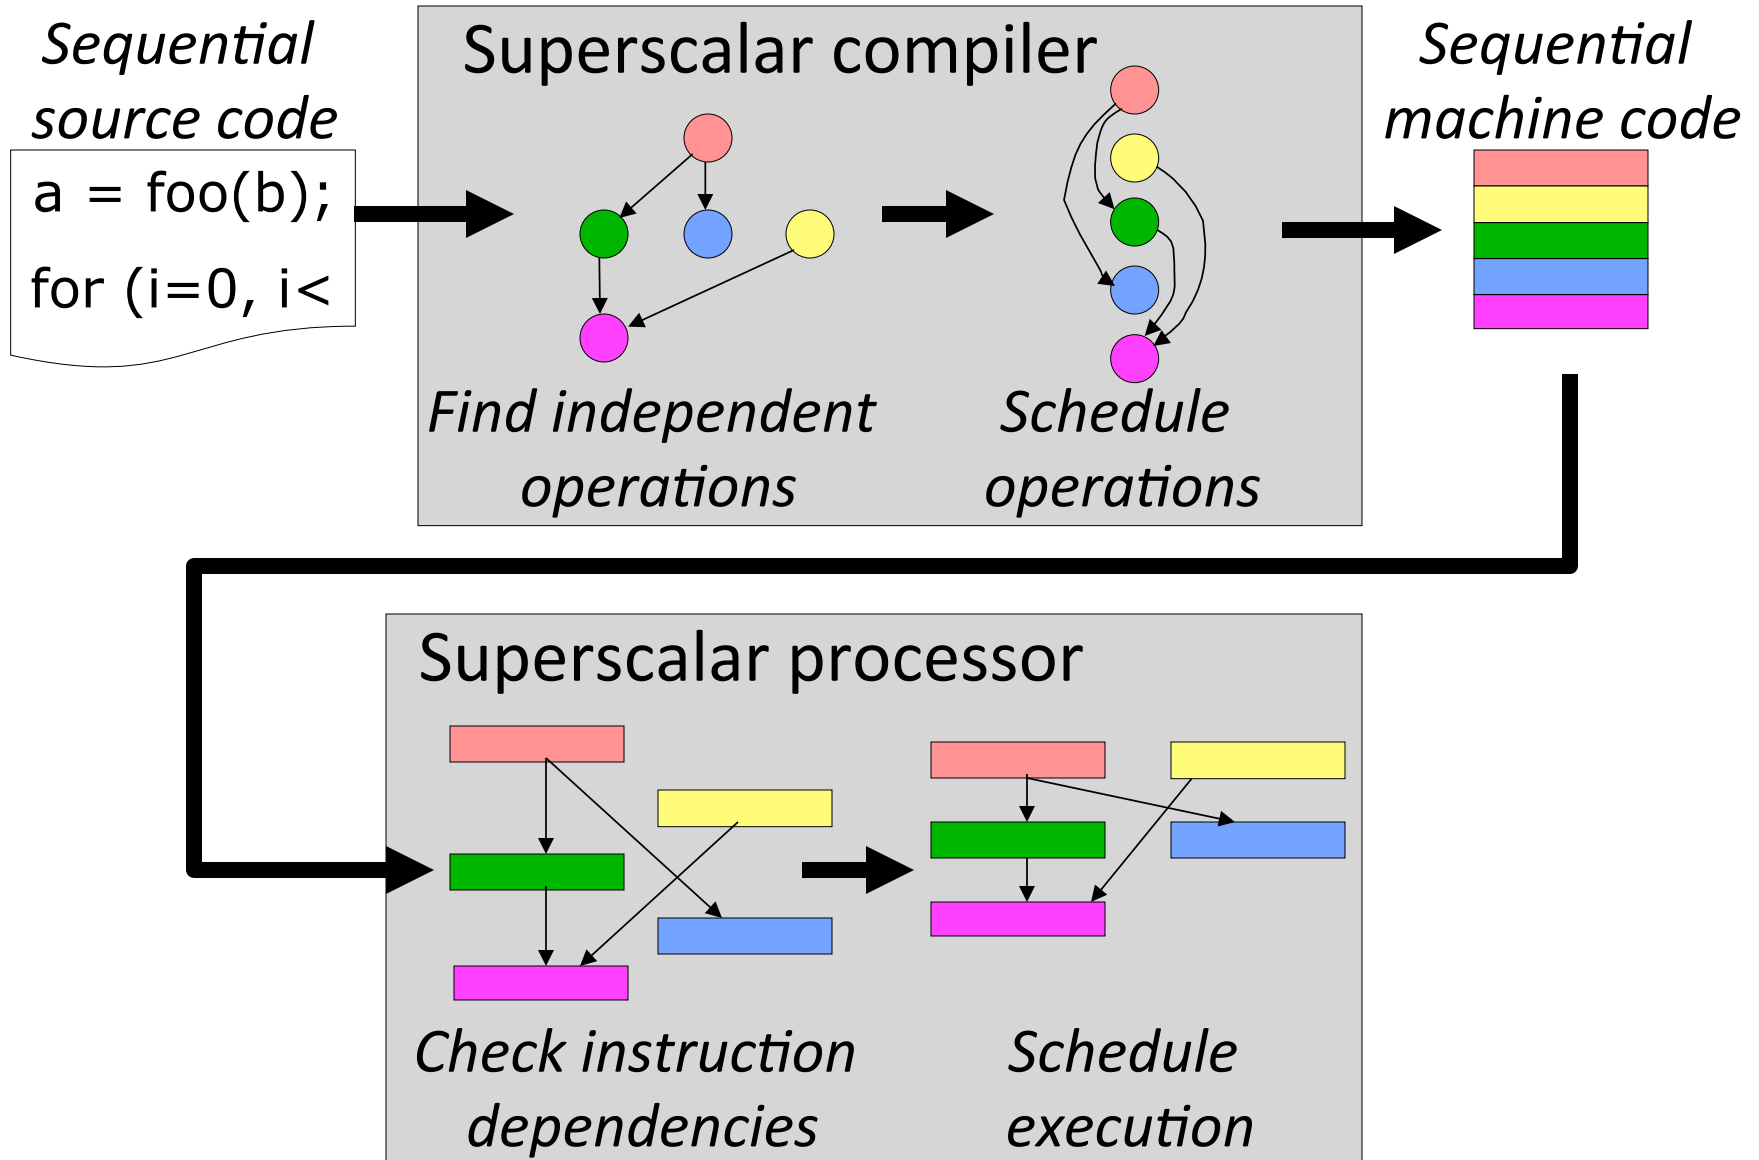 Sequential
source code
a = foo(b);
for (i=0, i<
Superscalar compiler
Find independent
operations
Schedule
operations
Sequential
machine code
Superscalar processor
Check instruction
dependencies
Schedule
execution